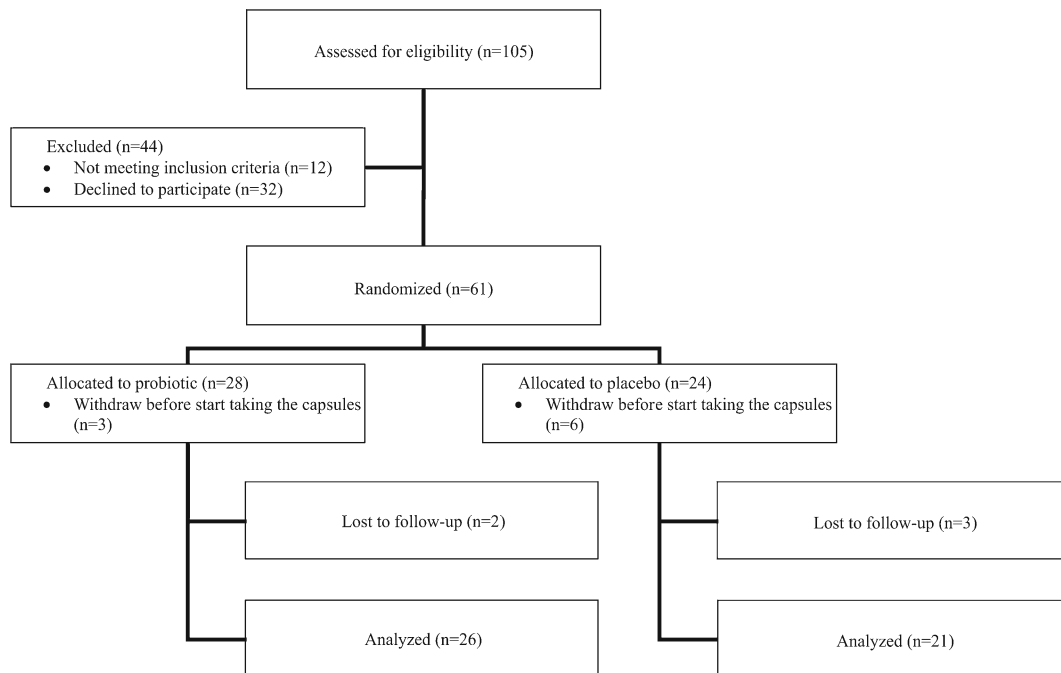 Assessed for eligibility (n=105)
Excluded (n=44)
• Not meeting inclusion criteria (n=12)
• Declined to participate (n=32)
Randomized (n=61)
Allocated to probiotic (n=28)
• Withdraw before start taking the capsules
(n=3)
Allocated to placebo (n=24)
• Withdraw before start taking the capsules
(n=6)
Lost to follow-up (n=2)
Lost to follow-up (n=3)
Analyzed (n=26)
Analyzed (n=21)